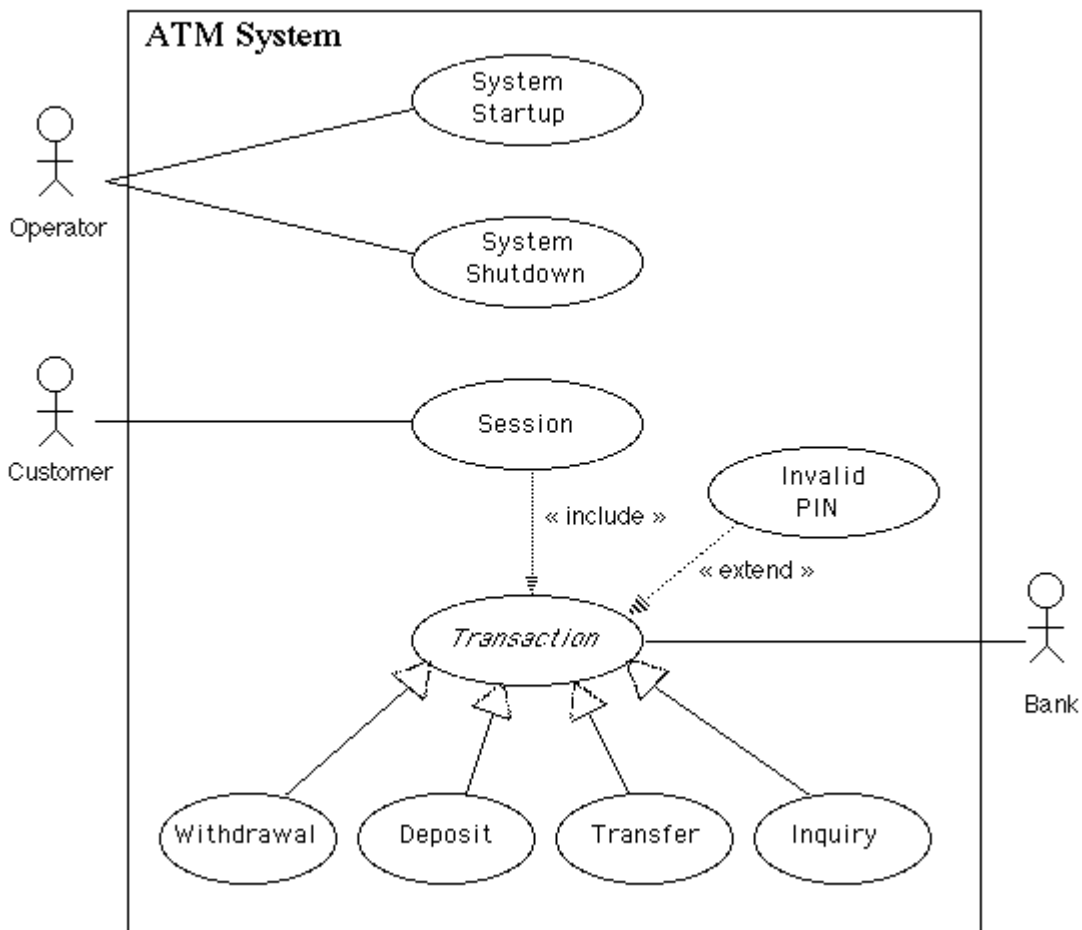 ATM System
System
Startup
Operator
System
Shutdown
Customer
Session
Invalid
PIN
« include »
« extend »
Transaction
Bank
Withdrawal
Deposit
Transfer
Inquiry